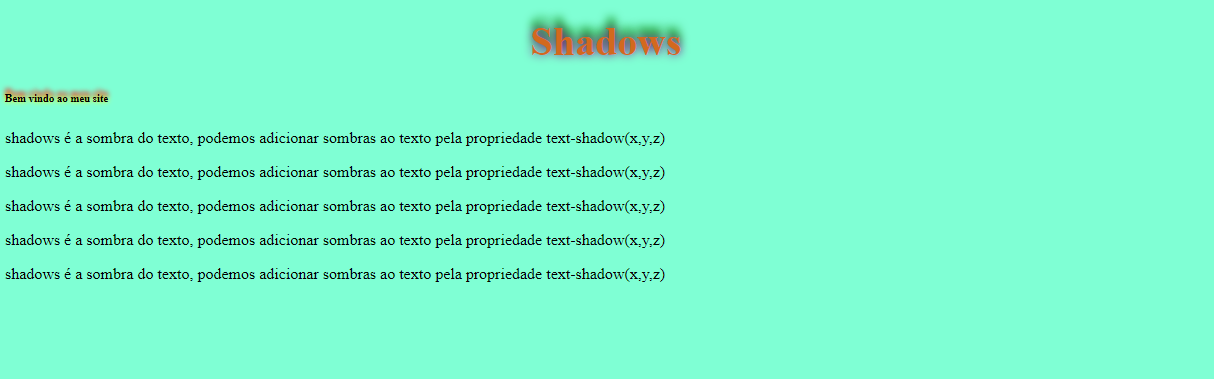 Shadows
Bem vindo ao meu site
shadows é a sombra do texto, podemos adicionar sombras ao texto pela propriedade text-shadow(x,y,z)
shadows é a sombra do texto, podemos adicionar sombras ao texto pela propriedade text-shadow(x,y,z)
shadows é a sombra do texto, podemos adicionar sombras ao texto pela propriedade text-shadow(x,y,z)
shadows é a sombra do texto, podemos adicionar sombras ao texto pela propriedade text-shadow(x,y,z)
shadows é a sombra do texto, podemos adicionar sombras ao texto pela propriedade text-shadow(x,y,z)